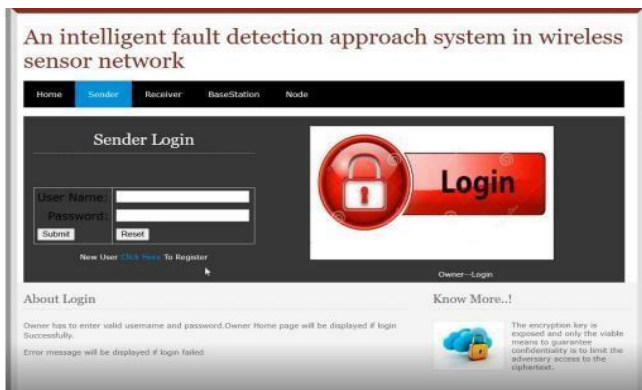 An intelligent fault detection approach system in wireless
sensor network
Home Sender Receiver BaseStation Node
Sender Login
User Name:
Password:
Submit Reset
New User Click Here To Register
Login
Owner--Login
About Login
Owner has to enter valid username and password.Owner Home page will be displayed if login
Successfully.
Error message will be displayed if login failed
Know More..!
The encryption key is
exposed and only the viable
means to guarantee
confidentiality is to limit the
adversary access to the
ciphertext.